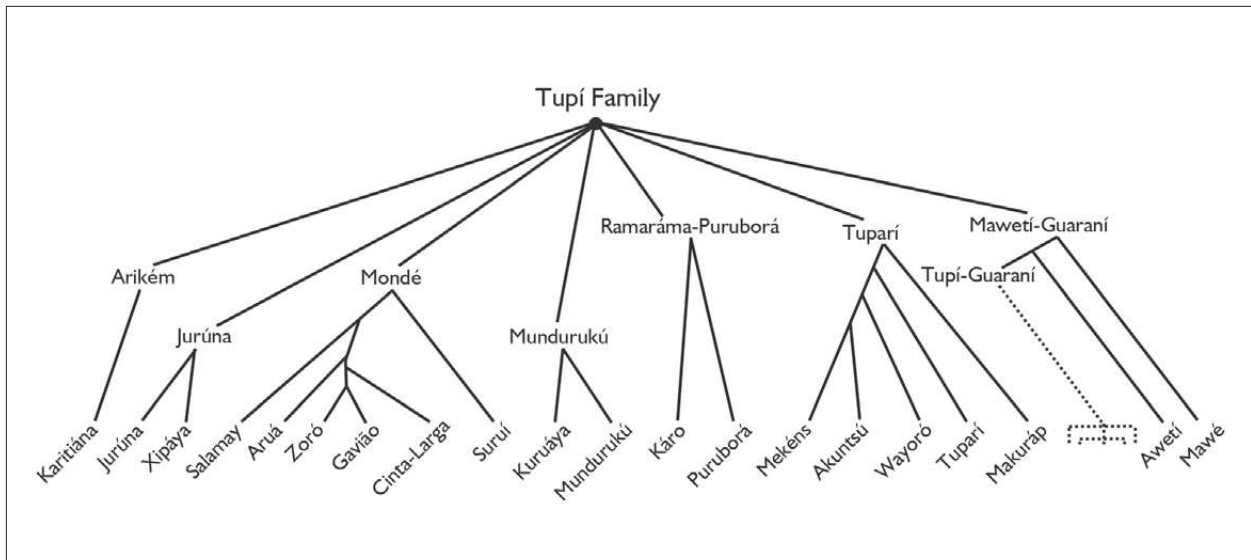 Tupí Family
Ramaráma-Puruborá
Tuparí
Mawetí-Guaraní
Arikém
Mondé
Tupí-Guaraní
Jurúna
Mundurukú
Karitiána
Jurúna
Xipáya
Salamay
Aruá
Zoró
Gavião
Cinta-Larga
Suruí
Kuruáya
Mundurukú
Káro
Puruborá
Mekéns
Akuntsú
Wayoró
Tuparí
Makuráp
Awetí
Mawé